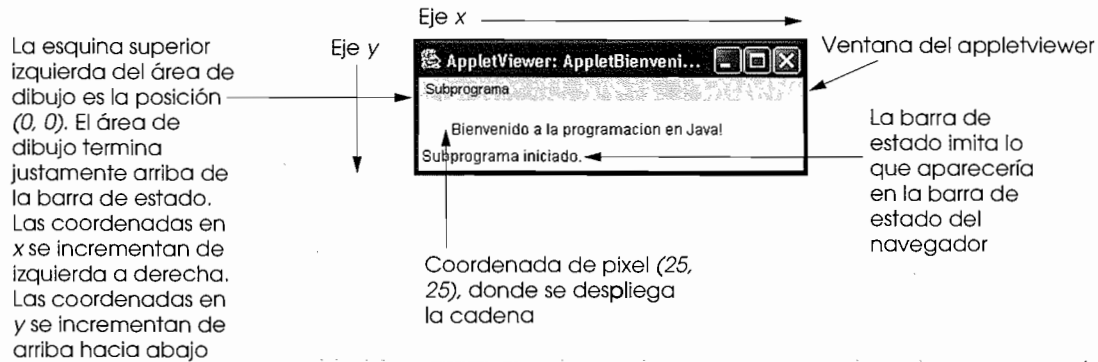 Eje x
La esquina superior
izquierda del área de
dibujo es la posición
(0, 0). El área de
dibujo termina
justamente arriba de
la barra de estado.
Las coordenadas en
x se incrementan de
izquierda a derecha.
Las coordenadas en
y se incrementan de
arriba hacia abajo
Eje y
AppletViewer: AppletBienveni...
Subprograma
Bienvenido a la programacion en Java!
Subprograma iniciado.
Ventana del appletviewer
La barra de
estado imita lo
que aparecería
en la barra de
estado del
navegador
Coordenada de pixel (25,
25), donde se despliega
la cadena